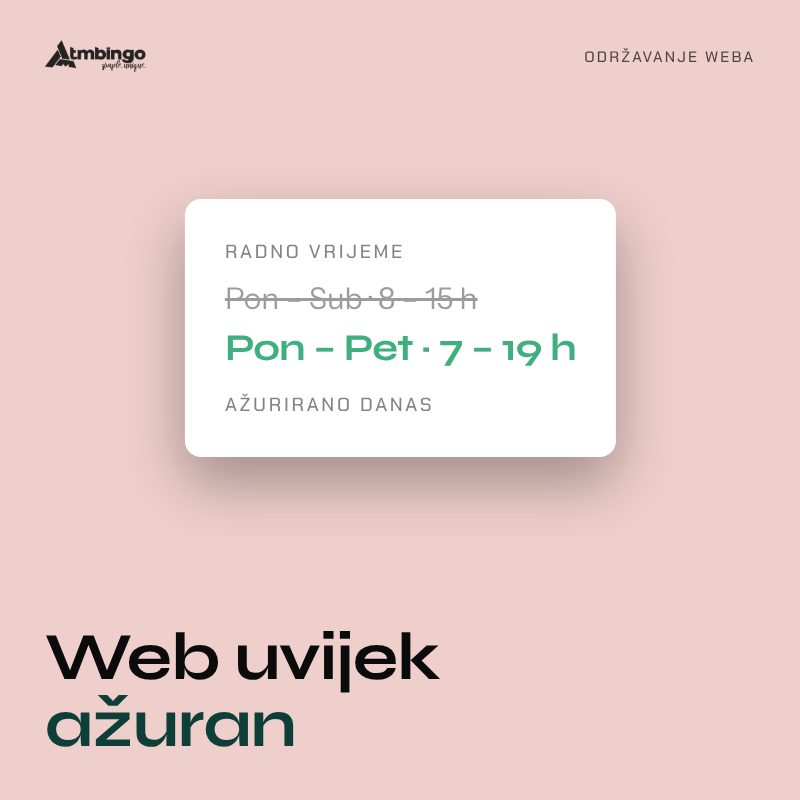 Atmbingo
ODRŽAVANJE WEBA
RADNO VRIJEME
Pon – Sub · 8 – 15 h
Pon – Pet · 7 – 19 h
AŽURIRANO DANAS
Web uvijek
ažuran